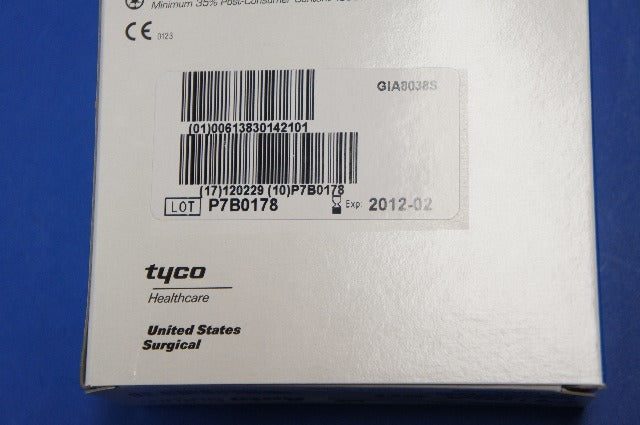 Minimum 35% Post-Consumer Content
CE 0123
GIA8038S
(01)00613830142101
(17)120229 (10)P7B0178
LOT P7B0178 Exp: 2012-02
tyco
Healthcare
United States
Surgical